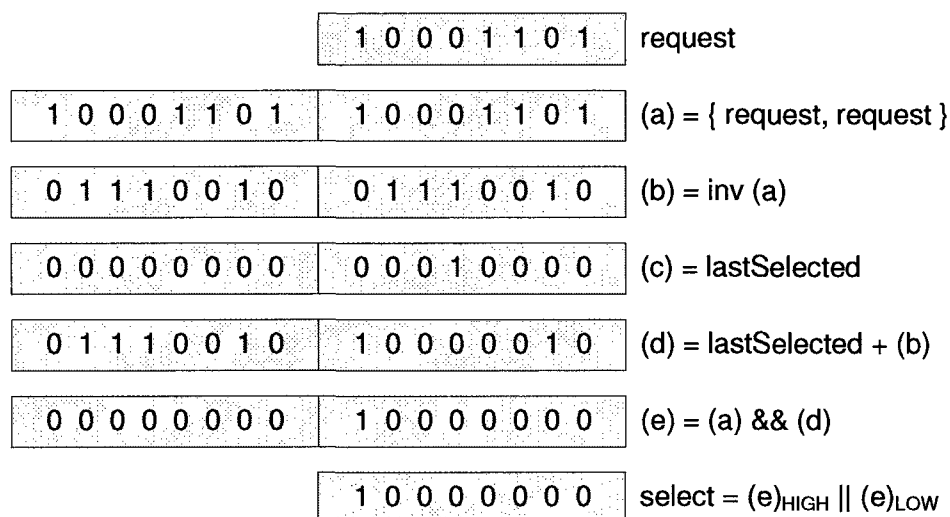 1 0 0 0 1 1 0 1 request
1 0 0 0 1 1 0 1 1 0 0 0 1 1 0 1 (a) = { request, request }
0 1 1 1 0 0 1 0 0 1 1 1 0 0 1 0 (b) = inv (a)
0 0 0 0 0 0 0 0 0 0 0 1 0 0 0 0 (c) = lastSelected
0 1 1 1 0 0 1 0 1 0 0 0 0 0 1 0 (d) = lastSelected + (b)
0 0 0 0 0 0 0 0 1 0 0 0 0 0 0 0 (e) = (a) && (d)
1 0 0 0 0 0 0 0 select = (e)HIGH || (e)LOW